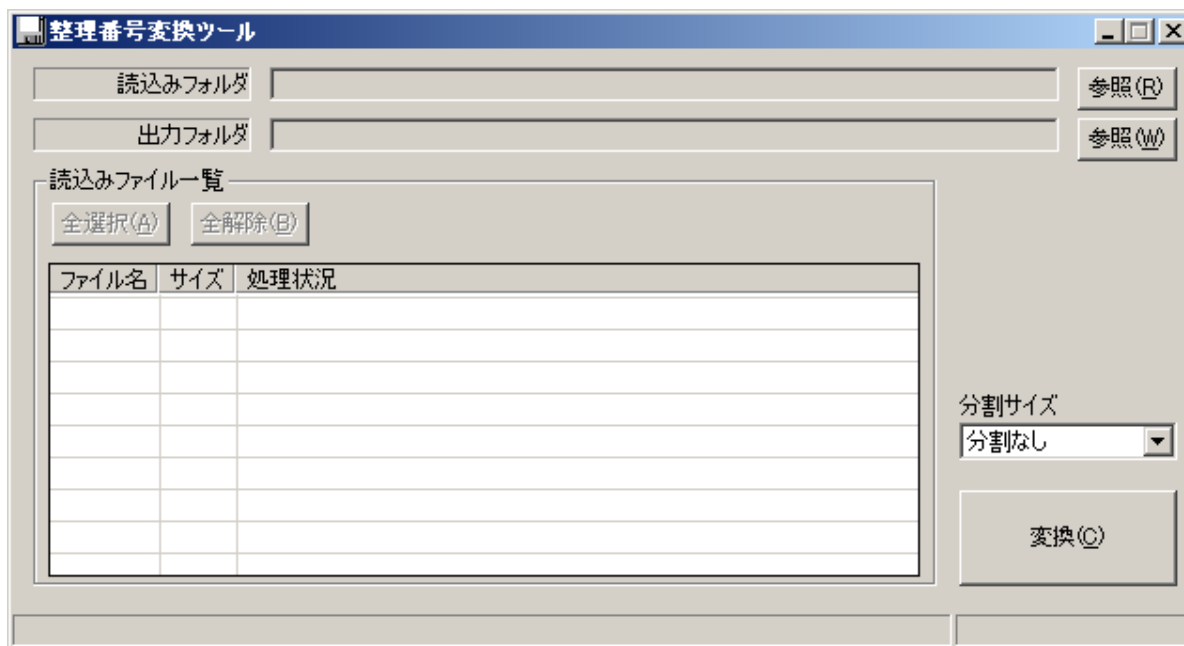 整理番号変換ツール
読込みフォルダ 参照(R)
出力フォルダ 参照(W)
読込みファイル一覧
全選択(A) 全解除(B)
ファイル名 サイズ 処理状況
分割サイズ
分割なし
変換(C)